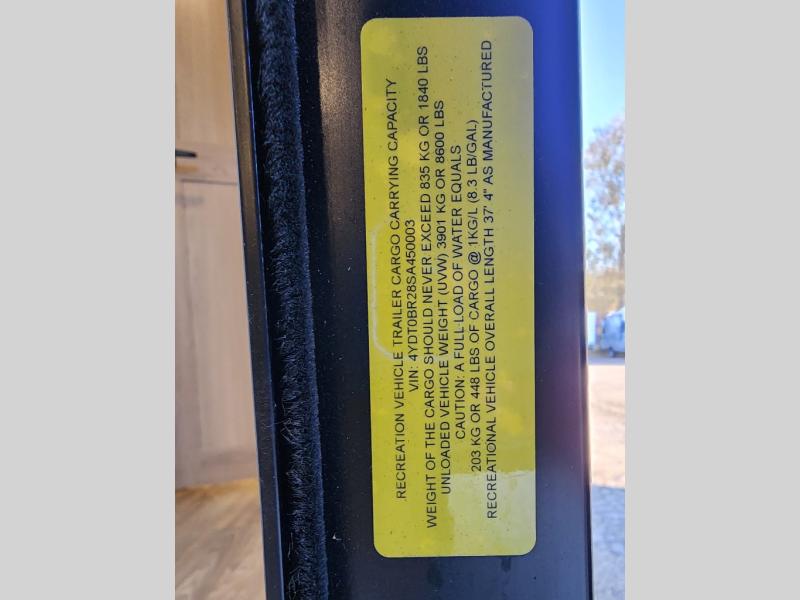 RECREATION VEHICLE TRAILER CARGO CARRYING CAPACITY
VIN: 4YDT0BR28SA450003
WEIGHT OF THE CARGO SHOULD NEVER EXCEED 835 KG OR 1840 LBS
UNLOADED VEHICLE WEIGHT (UVW) 3901 KG OR 8600 LBS
CAUTION: A FULL LOAD OF WATER EQUALS
203 KG OR 448 LBS OF CARGO @ 1KG/L (8.3 LB/GAL)
RECREATIONAL VEHICLE OVERALL LENGTH 37' 4" AS MANUFACTURED